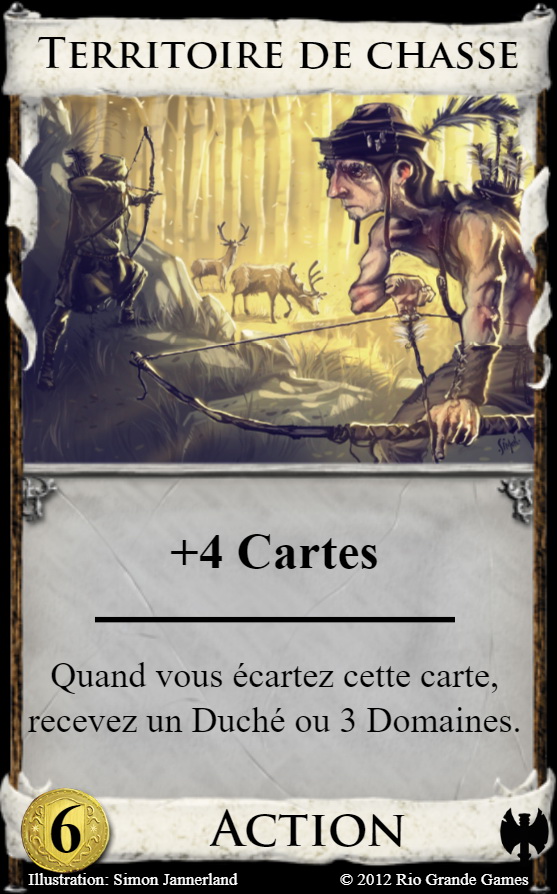 Territoire de chasse
+4 Cartes
Quand vous écartez cette carte,
recevez un Duché ou 3 Domaines.
6
Action
Illustration: Simon Jannerland
© 2012 Rio Grande Games